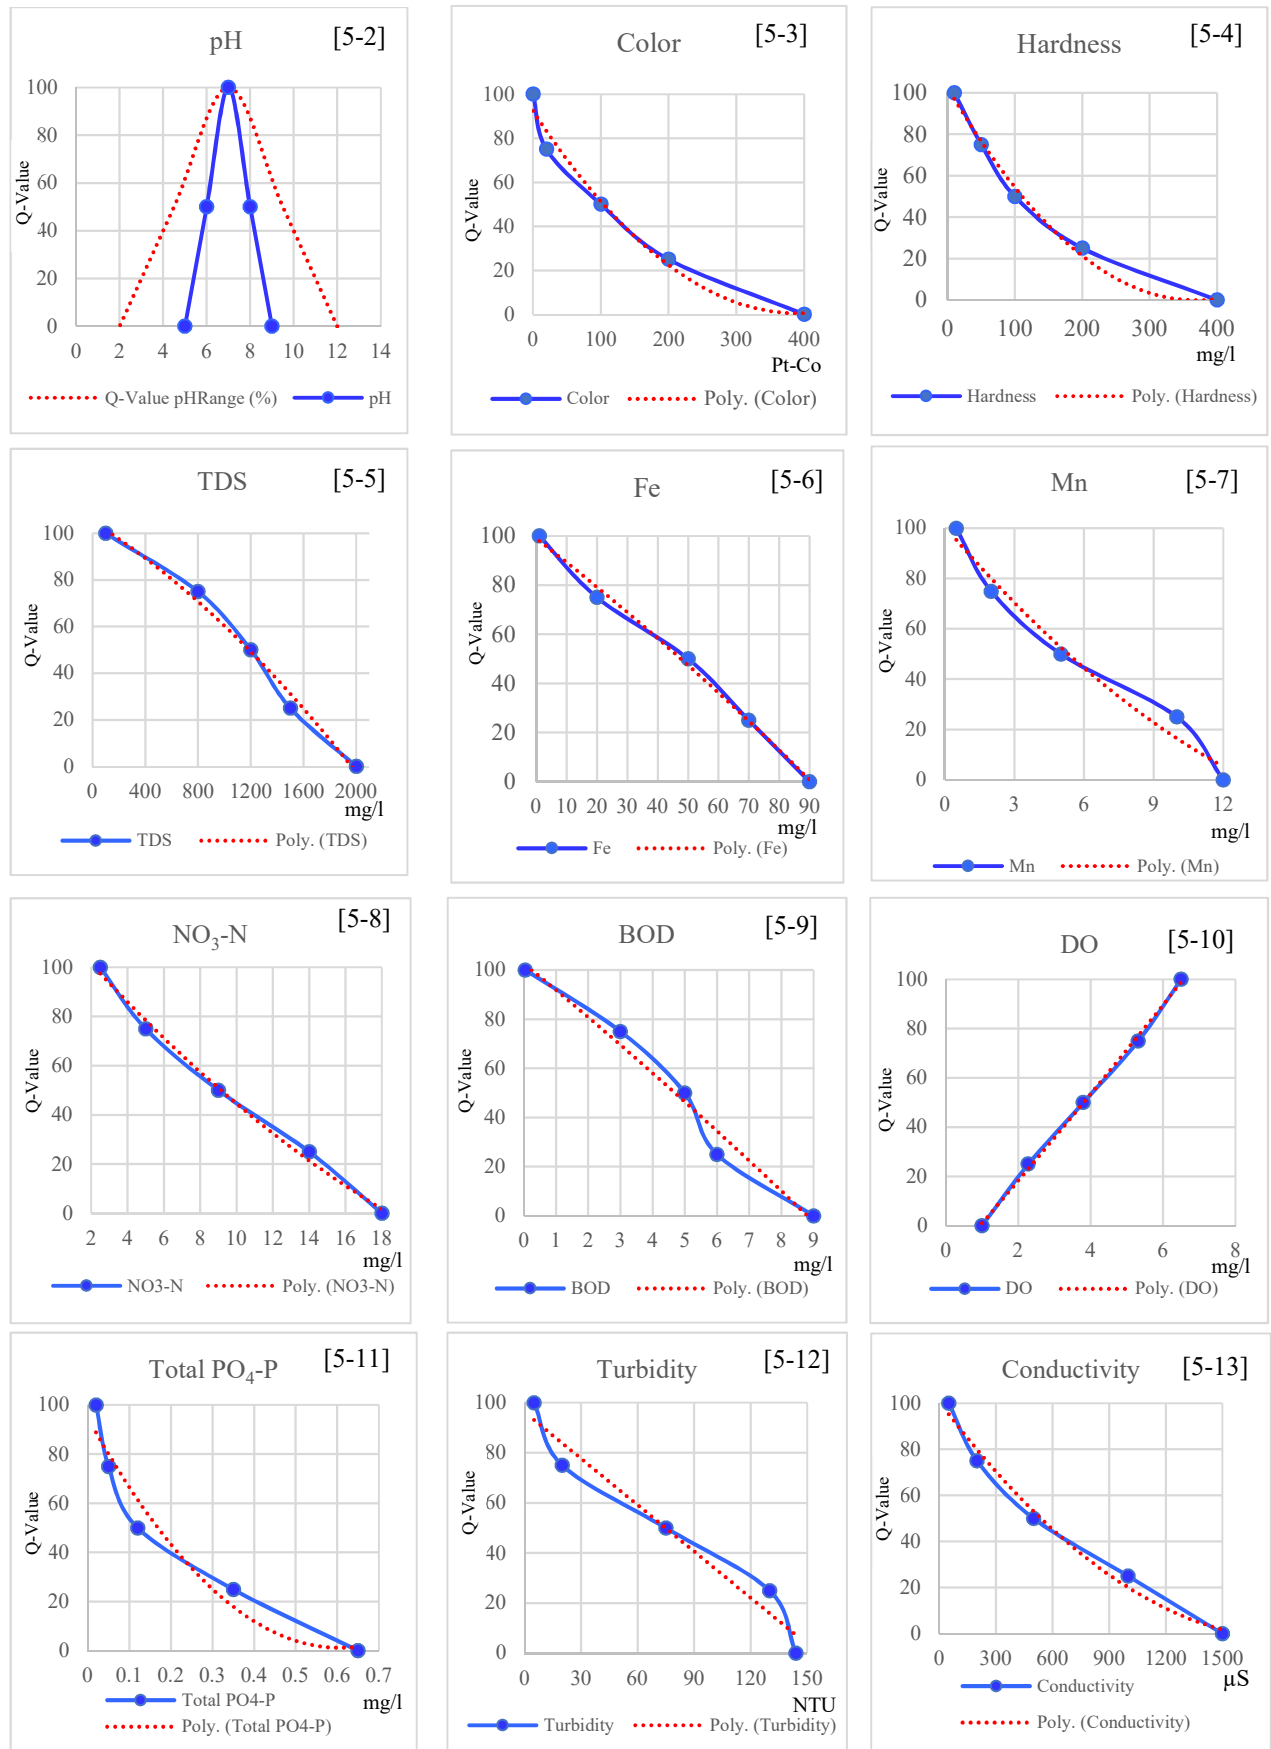 pH [5-2]
100
80
60
40
20
0
Q-Value
0 2 4 6 8 10 12 14
Q-Value pHRange (%) pH
Color [5-3]
100
80
60
40
20
0
Q-Value
0 100 200 300 400
Pt-Co
Color Poly. (Color)
Hardness [5-4]
100
80
60
40
20
0
Q-Value
0 100 200 300 400
mg/l
Hardness Poly. (Hardness)
TDS [5-5]
100
80
60
40
20
0
Q-Value
0 400 800 1200 1600 2000
mg/l
TDS Poly. (TDS)
Fe [5-6]
100
80
60
40
20
0
Q-Value
0 10 20 30 40 50 60 70 80 90
mg/l
Fe Poly. (Fe)
Mn [5-7]
100
80
60
40
20
0
Q-Value
0 3 6 9 12
mg/l
Mn Poly. (Mn)
NO3-N [5-8]
100
80
60
40
20
0
Q-Value
2 4 6 8 10 12 14 16 18
mg/l
NO3-N Poly. (NO3-N)
BOD [5-9]
100
80
60
40
20
0
Q-Value
0 1 2 3 4 5 6 7 8 9
mg/l
BOD Poly. (BOD)
DO [5-10]
100
80
60
40
20
0
Q-Value
0 2 4 6 8
mg/l
DO Poly. (DO)
Total PO4-P [5-11]
100
80
60
40
20
0
Q-Value
0 0.1 0.2 0.3 0.4 0.5 0.6 0.7
mg/l
Total PO4-P
Poly. (Total PO4-P)
Turbidity [5-12]
100
80
60
40
20
0
Q-Value
0 30 60 90 120 150
NTU
Turbidity Poly. (Turbidity)
Conductivity [5-13]
100
80
60
40
20
0
Q-Value
0 300 600 900 1200 1500
µS
Conductivity
Poly. (Conductivity)